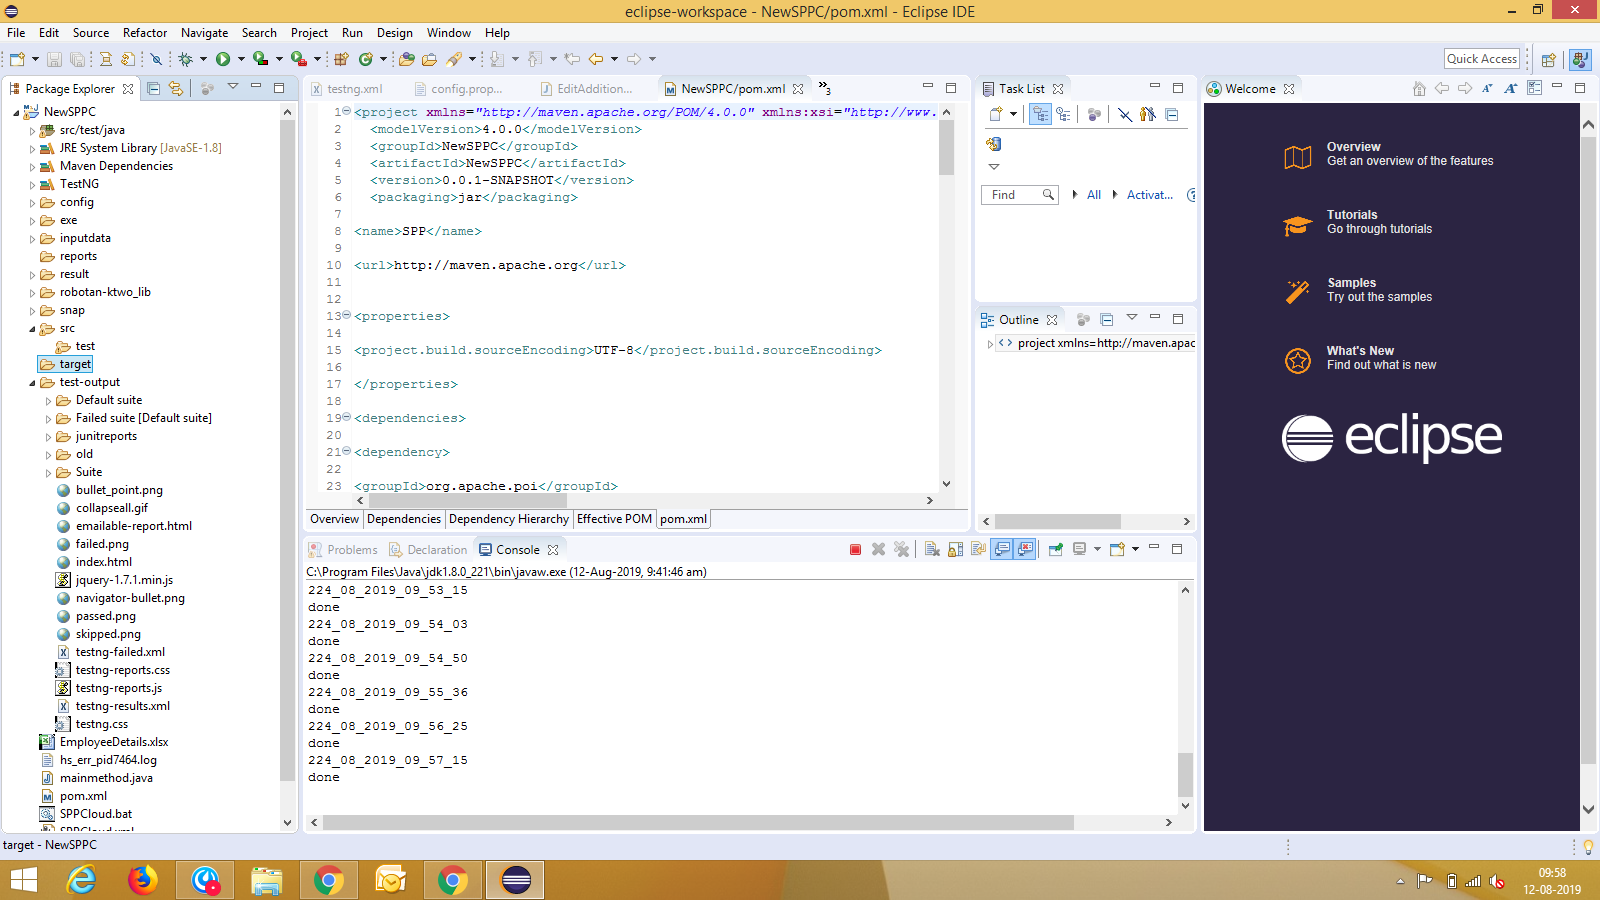 eclipse-workspace - NewSPPC/pom.xml - Eclipse IDE
File Edit Source Refactor Navigate Search Project Run Design Window Help
Quick Access
Package Explorer
NewSPPC
src/test/java
JRE System Library [JavaSE-1.8]
Maven Dependencies
TestNG
config
exe
inputdata
reports
result
robotan-ktwo_lib
snap
src
test
target
test-output
Default suite
Failed suite [Default suite]
junitreports
old
Suite
bullet_point.png
collapseall.gif
emailable-report.html
failed.png
index.html
jquery-1.7.1.min.js
navigator-bullet.png
passed.png
skipped.png
testng-failed.xml
testng-reports.css
testng-reports.js
testng-results.xml
testng.css
EmployeeDetails.xlsx
hs_err_pid7464.log
mainmethod.java
pom.xml
SPPCloud.bat
SPPCloud.xml
testng.xml config.prop... EditAddition... NewSPPC/pom.xml »3
1 <project xmlns="http://maven.apache.org/POM/4.0.0" xmlns:xsi="http://www.
2 <modelVersion>4.0.0</modelVersion>
3 <groupId>NewSPPC</groupId>
4 <artifactId>NewSPPC</artifactId>
5 <version>0.0.1-SNAPSHOT</version>
6 <packaging>jar</packaging>
7
8 <name>SPP</name>
9
10 <url>http://maven.apache.org</url>
11
12
13 <properties>
14
15 <project.build.sourceEncoding>UTF-8</project.build.sourceEncoding>
16
17 </properties>
18
19 <dependencies>
20
21 <dependency>
22
23 <groupId>org.apache.poi</groupId>
Overview Dependencies Dependency Hierarchy Effective POM pom.xml
Problems Declaration Console
C:\Program Files\Java\jdk1.8.0_221\bin\javaw.exe (12-Aug-2019, 9:41:46 am)
224_08_2019_09_53_15
done
224_08_2019_09_54_03
done
224_08_2019_09_54_50
done
224_08_2019_09_55_36
done
224_08_2019_09_56_25
done
224_08_2019_09_57_15
done
Task List
Find All Activat...
Outline
project xmlns=http://maven.apac
Welcome
Overview
Get an overview of the features
Tutorials
Go through tutorials
Samples
Try out the samples
What's New
Find out what is new
eclipse
target - NewSPPC
09:58
12-08-2019